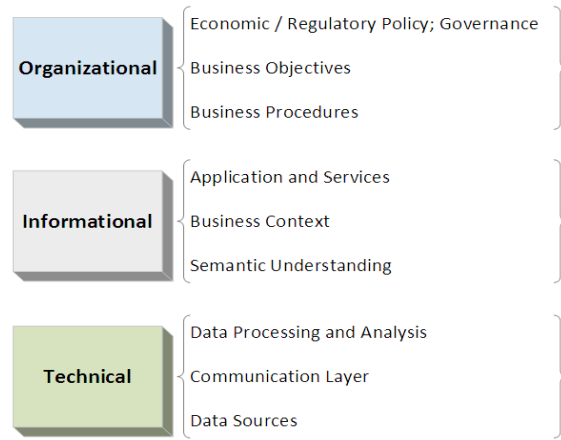 Organizational
Economic / Regulatory Policy; Governance
Business Objectives
Business Procedures
Informational
Application and Services
Business Context
Semantic Understanding
Technical
Data Processing and Analysis
Communication Layer
Data Sources